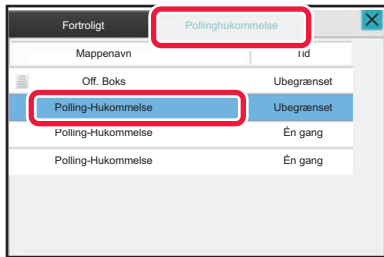 Fortroligt Pollinghukommelse
Mappenavn Tid
Off. Boks Ubegrænset
Polling-Hukommelse Ubegrænset
Polling-Hukommelse Én gang
Polling-Hukommelse Én gang